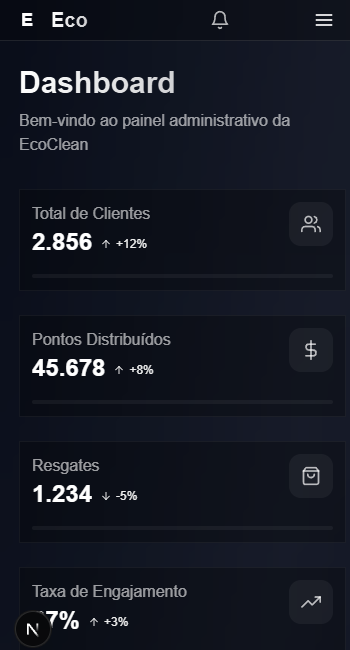 E Eco
Dashboard
Bem-vindo ao painel administrativo da
EcoClean
Total de Clientes
2.856 ↑ +12%
Pontos Distribuídos
45.678 ↑ +8%
$
Resgates
1.234 ↓ -5%
Taxa de Engajamento
7% ↑ +3%
N